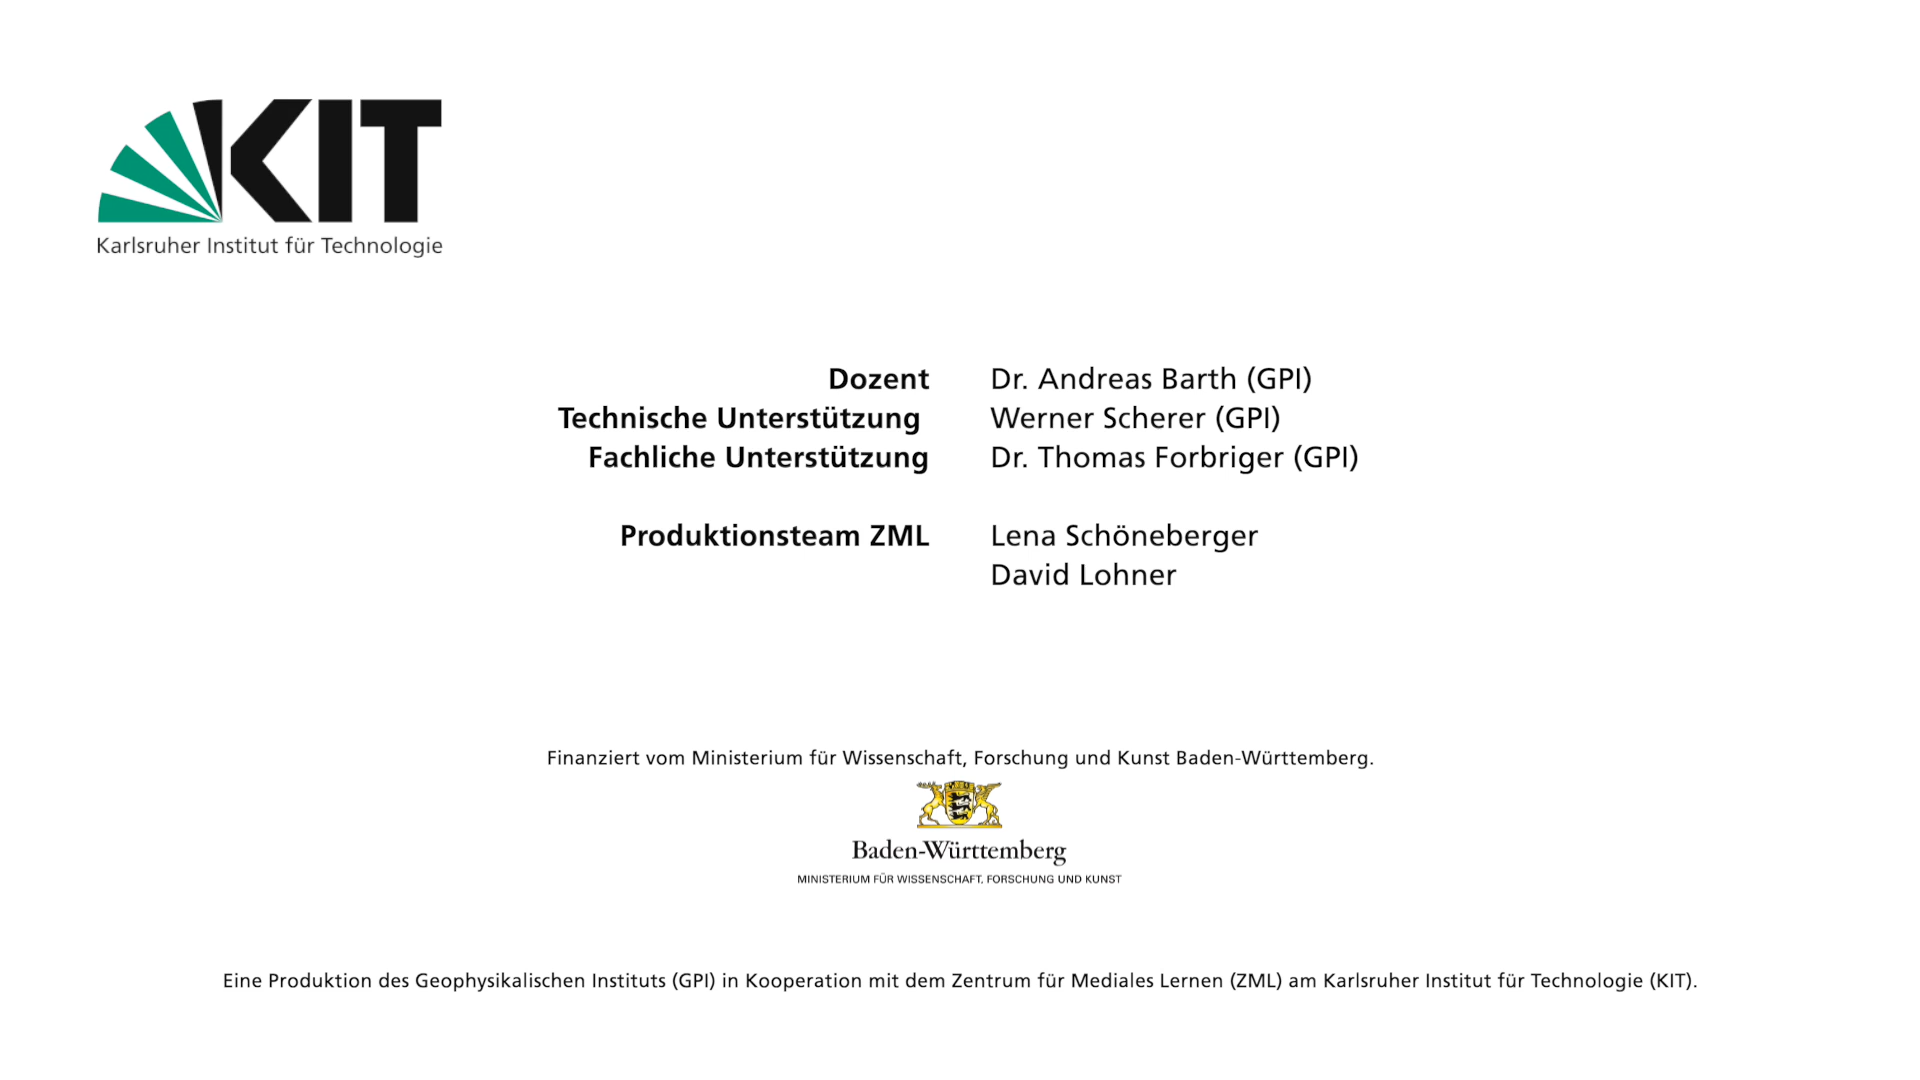 KIT
Karlsruher Institut für Technologie
Dozent Dr. Andreas Barth (GPI)
Technische Unterstützung Werner Scherer (GPI)
Fachliche Unterstützung Dr. Thomas Forbriger (GPI)
Produktionsteam ZML Lena Schöneberger
David Lohner
Finanziert vom Ministerium für Wissenschaft, Forschung und Kunst Baden-Württemberg.
Baden-Württemberg
MINISTERIUM FÜR WISSENSCHAFT, FORSCHUNG UND KUNST
Eine Produktion des Geophysikalischen Instituts (GPI) in Kooperation mit dem Zentrum für Mediales Lernen (ZML) am Karlsruher Institut für Technologie (KIT).